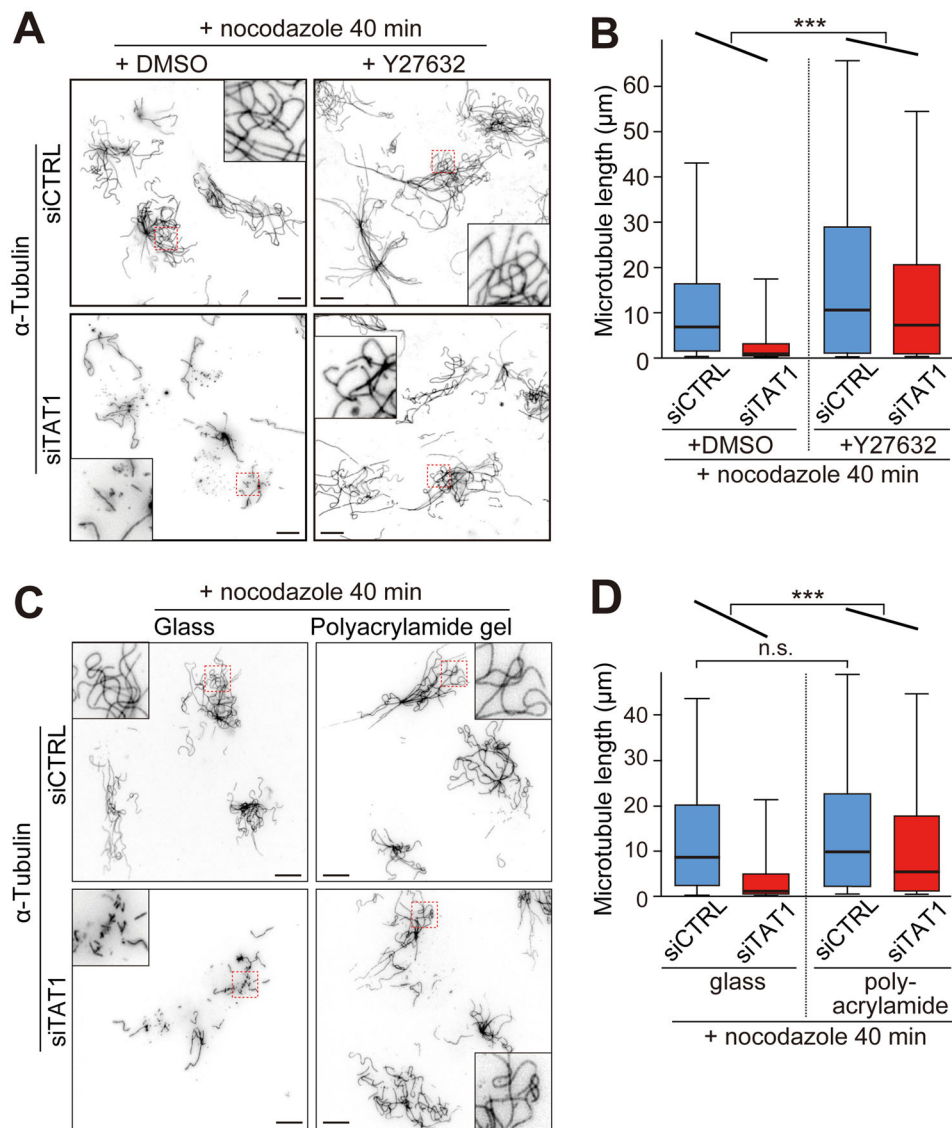 A
+ nocodazole 40 min
+ DMSO
+ Y27632
α-Tubulin
siCTRL
siTAT1
B
***
Microtubule length (µm)
60
50
40
30
20
10
0
siCTRL
siTAT1
siCTRL
siTAT1
+DMSO
+Y27632
+ nocodazole 40 min
C
+ nocodazole 40 min
Glass
Polyacrylamide gel
α-Tubulin
siCTRL
siTAT1
D
***
n.s.
Microtubule length (µm)
40
30
20
10
0
siCTRL
siTAT1
siCTRL
siTAT1
glass
poly-
acrylamide
+ nocodazole 40 min